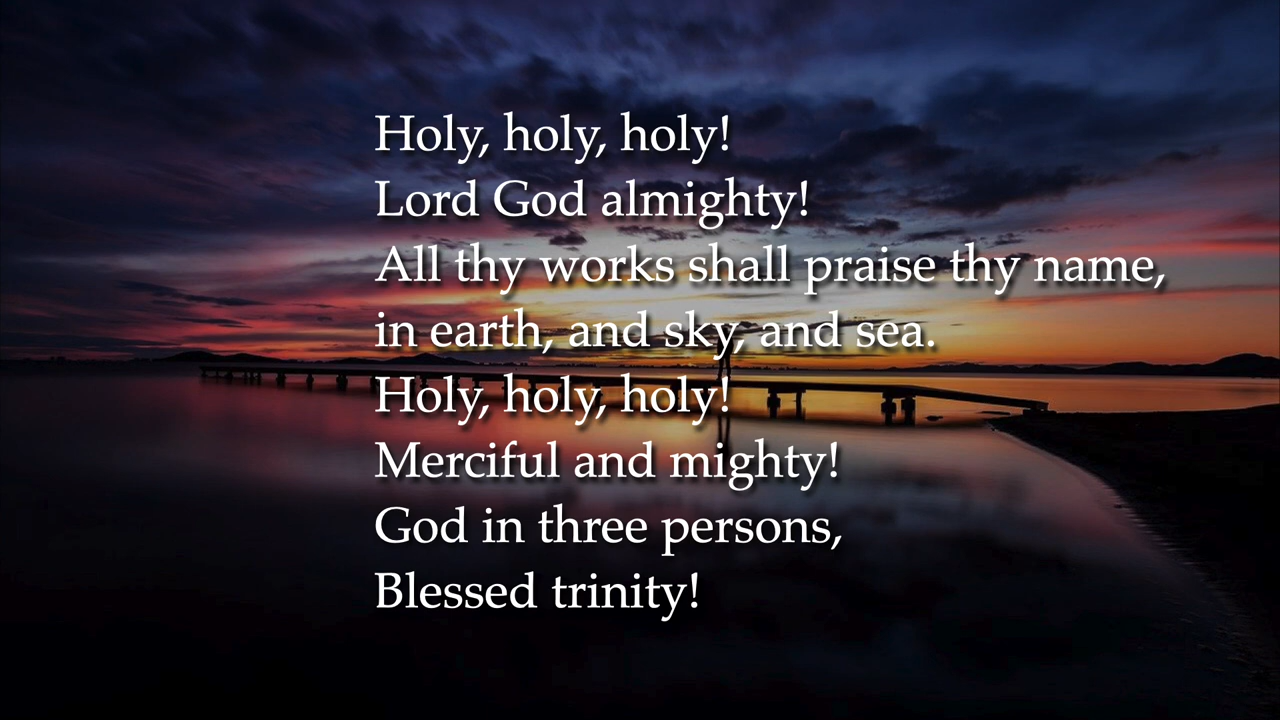 Holy, holy, holy!
Lord God almighty!
All thy works shall praise thy name,
in earth, and sky, and sea.
Holy, holy, holy!
Merciful and mighty!
God in three persons,
Blessed trinity!